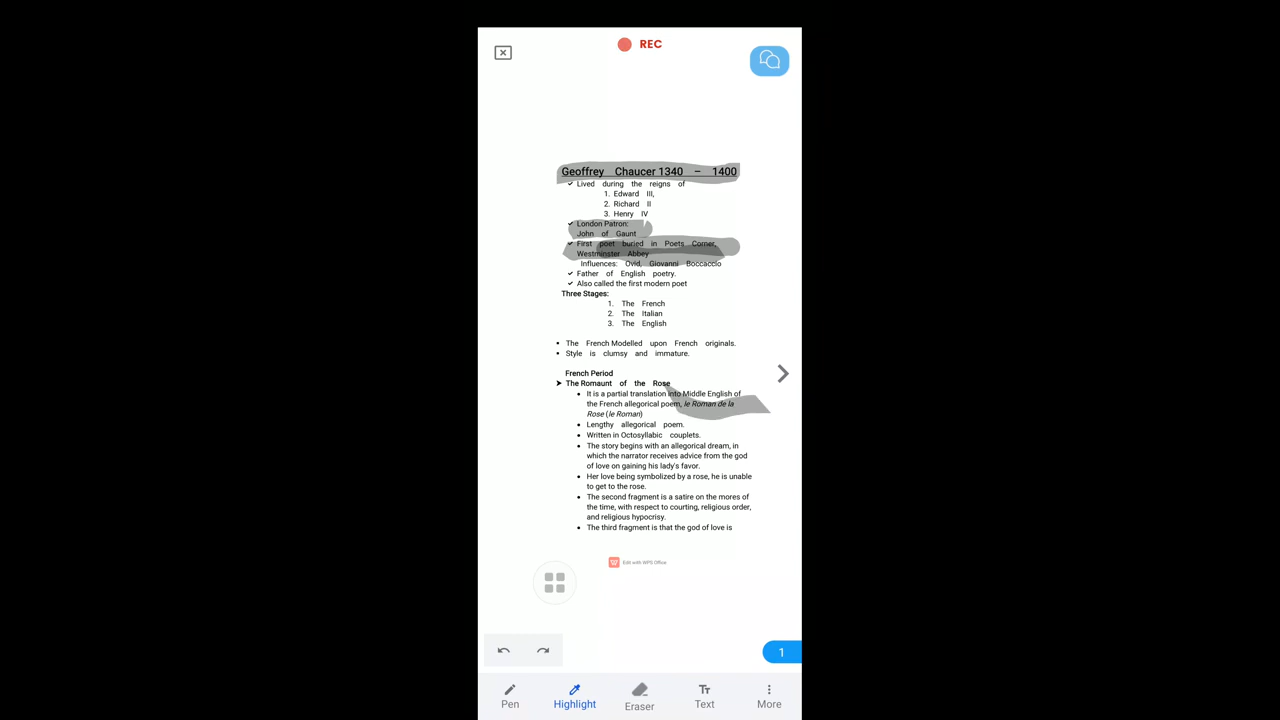 REC
Geoffrey Chaucer 1340 – 1400
✓ Lived during the reigns of
1. Edward III,
2. Richard II
3. Henry IV
✓ London Patron:
John of Gaunt
✓ First poet buried in Poets Corner,
Westminster Abbey
Influences: Ovid, Giovanni Boccaccio
✓ Father of English poetry.
✓ Also called the first modern poet
Three Stages:
1. The French
2. The Italian
3. The English
• The French Modelled upon French originals.
• Style is clumsy and immature.
French Period
➤ The Romaunt of the Rose
• It is a partial translation into Middle English of
the French allegorical poem, le Roman de la
Rose (le Roman)
• Lengthy allegorical poem.
• Written in Octosyllabic couplets.
• The story begins with an allegorical dream, in
which the narrator receives advice from the god
of love on gaining his lady's favor.
• Her love being symbolized by a rose, he is unable
to get to the rose.
• The second fragment is a satire on the mores of
the time, with respect to courting, religious order,
and religious hypocrisy.
• The third fragment is that the god of love is
Edit with WPS Office
1
Pen Highlight Eraser Text More